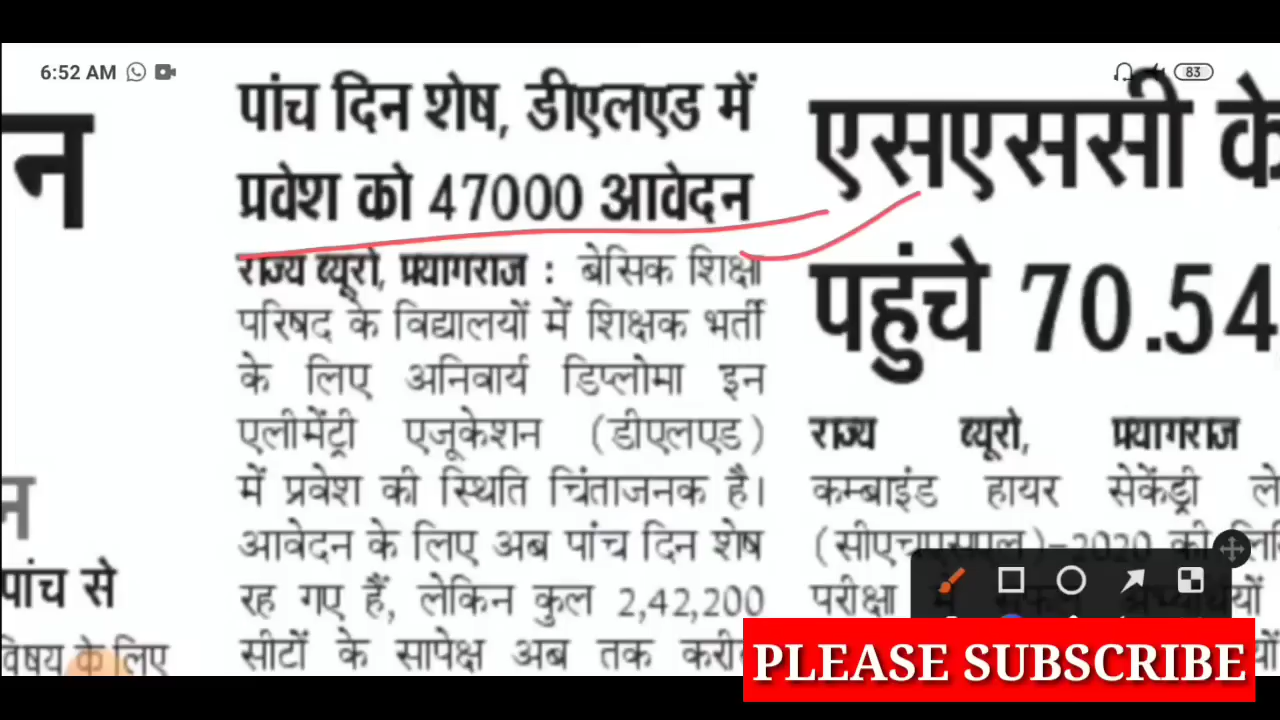 6:52 AM
83
न
पांच दिन शेष, डीएलएड में
प्रवेश को 47000 आवेदन
राज्य ब्यूरो, प्रयागराज : बेसिक शिक्षा
परिषद के विद्यालयों में शिक्षक भर्ती
के लिए अनिवार्य डिप्लोमा इन
एलीमेंट्री एजूकेशन (डीएलएड)
में प्रवेश की स्थिति चिंताजनक है।
आवेदन के लिए अब पांच दिन शेष
रह गए हैं, लेकिन कुल 2,42,200
सीटों के सापेक्ष अब तक
एसएससी के
पहुंचे 70.54
राज्य ब्यूरो, प्रयागराज
कम्बाइंड हायर सेकेंड्री ले
(सीएचएसएल)-2020 की
परीक्षा में
न
पांच से
विषय के लिए
PLEASE SUBSCRIBE